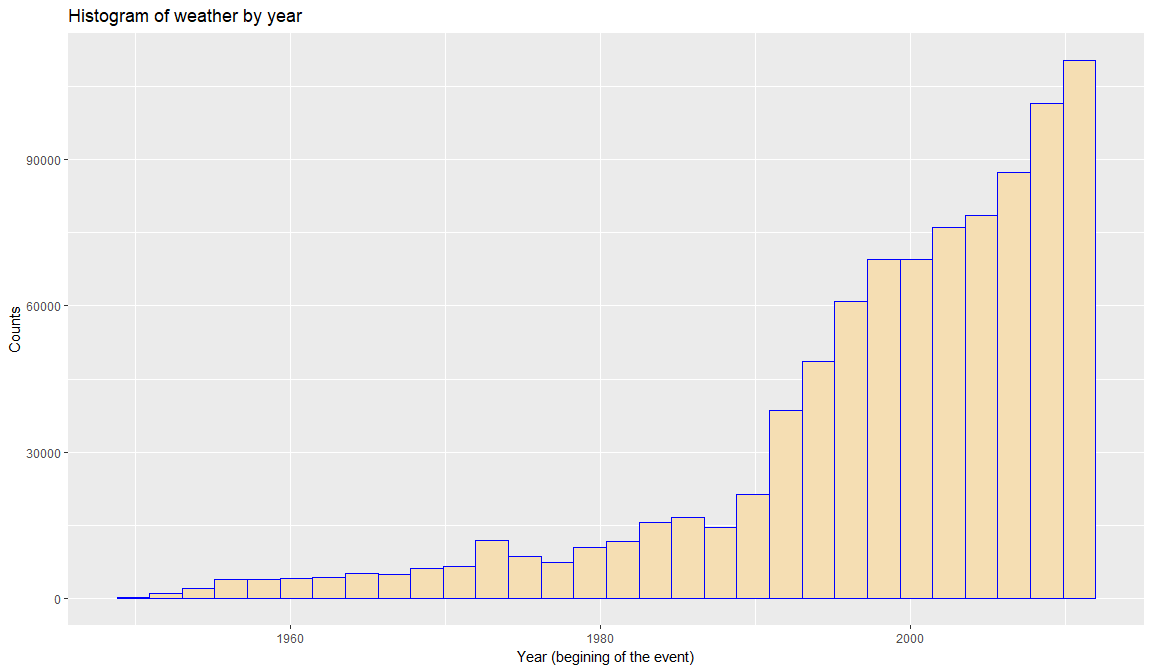 Histogram of weather by year
90000
60000
30000
0
Counts
1960 1980 2000
Year (begining of the event)